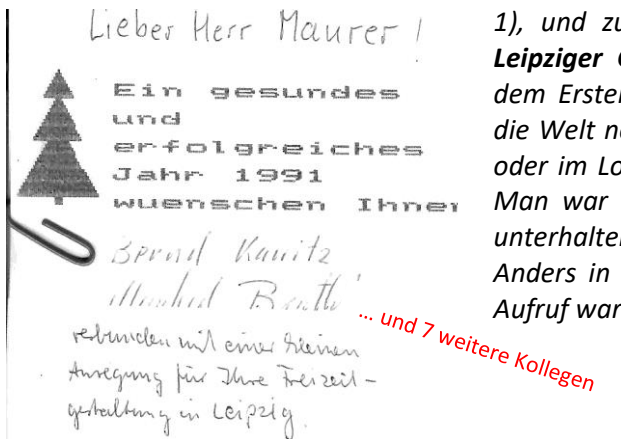 Lieber Herr Maurer !
Ein gesundes
und
erfolgreiches
Jahr 1991
wuenschen Ihnen
Bernd Kanitz
Manfred
... und 7 weitere Kollegen
verbunden mit einer kleinen
Anregung für Ihre Freizeit-
gestaltung in Leipzig.
1), und zu
Leipziger
dem Erste
die Welt n
oder im Lo
Man war
unterhalte
Anders in
Aufruf war